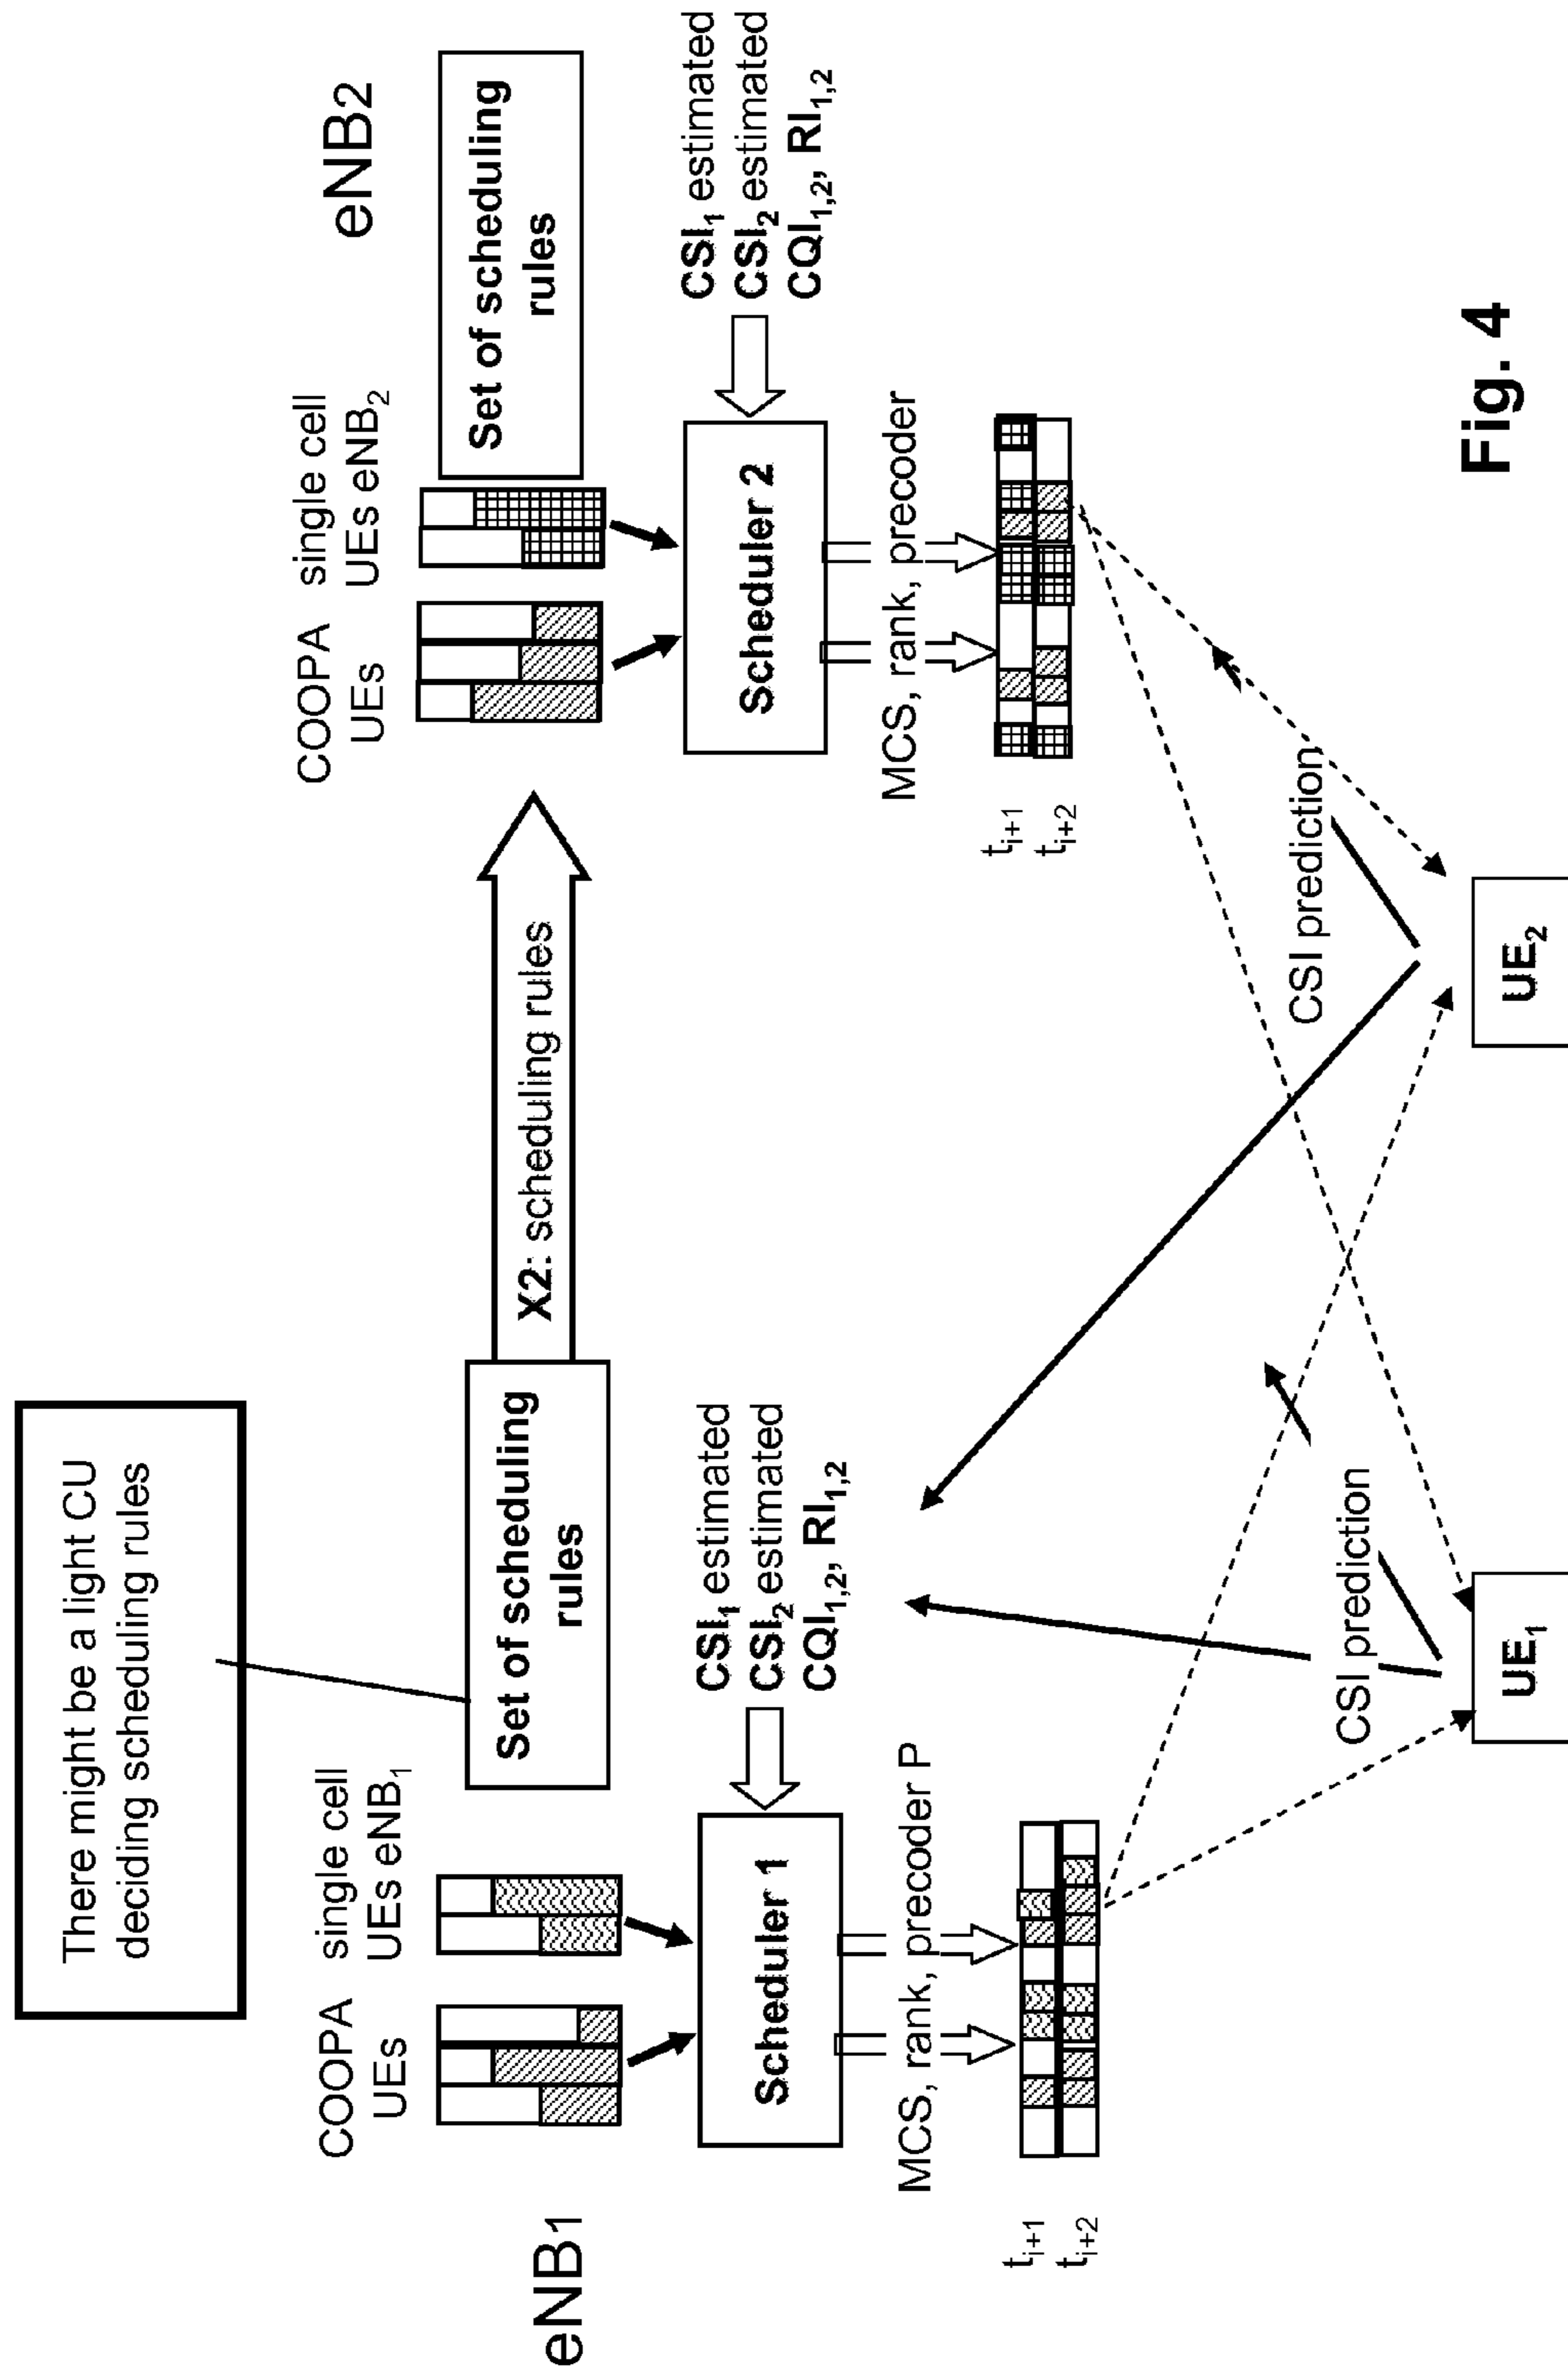 There might be a light CU
deciding scheduling rules
eNB1
COOPA
UEs
single cell
UEs eNB1
Set of scheduling
rules
X2: scheduling rules
eNB2
COOPA
UEs
single cell
UEs eNB2
Set of scheduling
rules
Scheduler 1
CSI1 estimated
CSI2 estimated
CQI1,2, RI1,2
Scheduler 2
CSI1 estimated
CSI2 estimated
CQI1,2, RI1,2
MCS, rank, precoder P
MCS, rank, precoder
ti+1
ti+2
ti+1
ti+2
CSI prediction
CSI prediction
UE1
UE2
Fig. 4